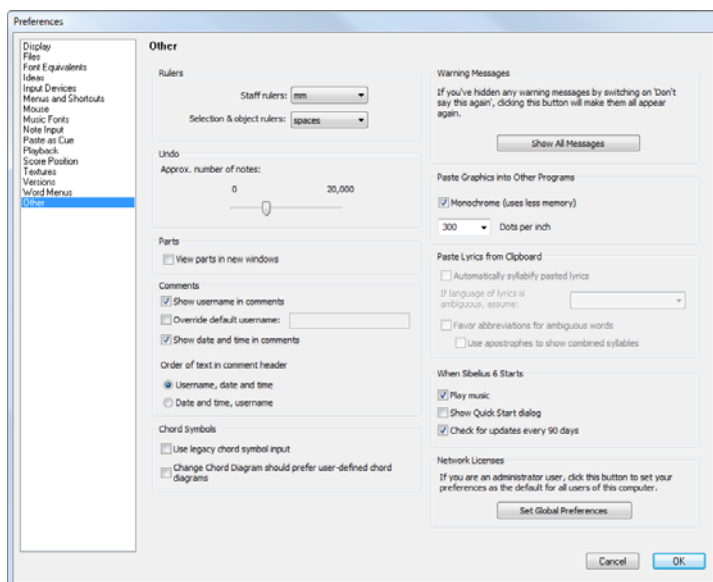 Preferences
Display
Files
Font Equivalents
Ideas
Input Devices
Menus and Shortcuts
Mouse
Music Fonts
Note Input
Paste as Cue
Playback
Score Position
Textures
Versions
Word Menus
Other
Other
Rulers
Staff rulers: mm
Selection & object rulers: spaces
Undo
Approx. number of notes:
0 20,000
Parts
View parts in new windows
Comments
Show username in comments
Override default username:
Show date and time in comments
Order of text in comment header
Username, date and time
Date and time, username
Chord Symbols
Use legacy chord symbol input
Change Chord Diagram should prefer user-defined chord
diagrams
Warning Messages
If you've hidden any warning messages by switching on 'Don't
say this again', clicking this button will make them all appear
again.
Show All Messages
Paste Graphics into Other Programs
Monochrome (uses less memory)
300 Dots per inch
Paste Lyrics from Clipboard
Automatically syllabify pasted lyrics
If language of lyrics is
ambiguous, assume:
Favor abbreviations for ambiguous words
Use apostrophes to show combined syllables
When Sibelius 6 Starts
Play music
Show Quick Start dialog
Check for updates every 90 days
Network Licenses
If you are an administrator user, click this button to set your
preferences as the default for all users of this computer.
Set Global Preferences
Cancel OK